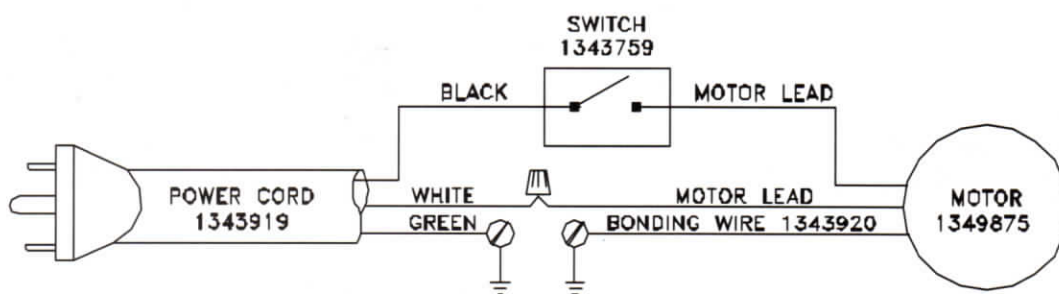 SWITCH
1343759
BLACK
MOTOR LEAD
POWER CORD
1343919
WHITE
MOTOR LEAD
GREEN
BONDING WIRE 1343920
MOTOR
1349875